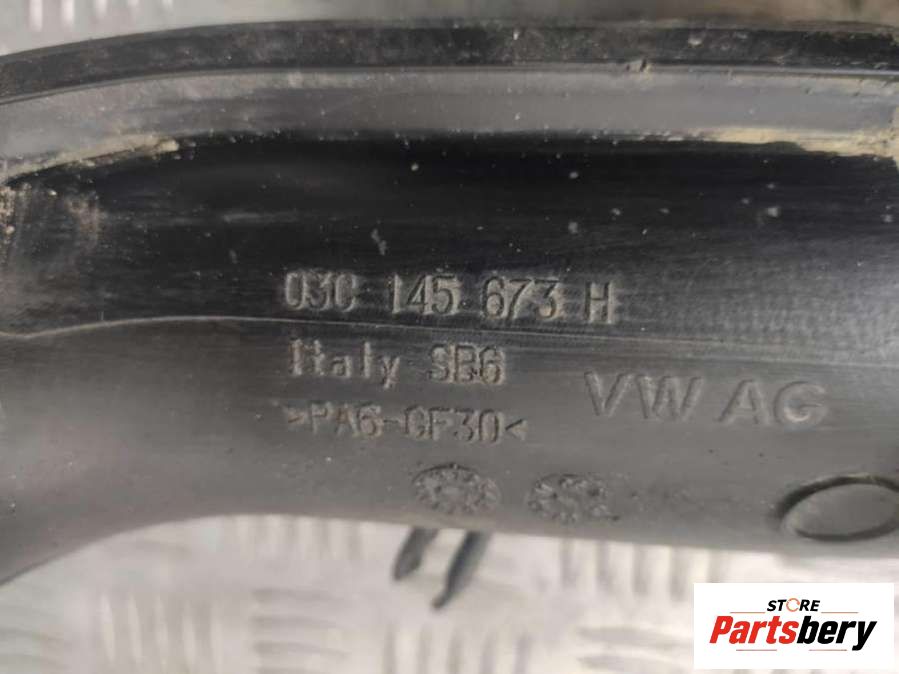 03C 145 673 H
Italy SB6
VW AG
>PA6-GF30<
STORE
Partsbery